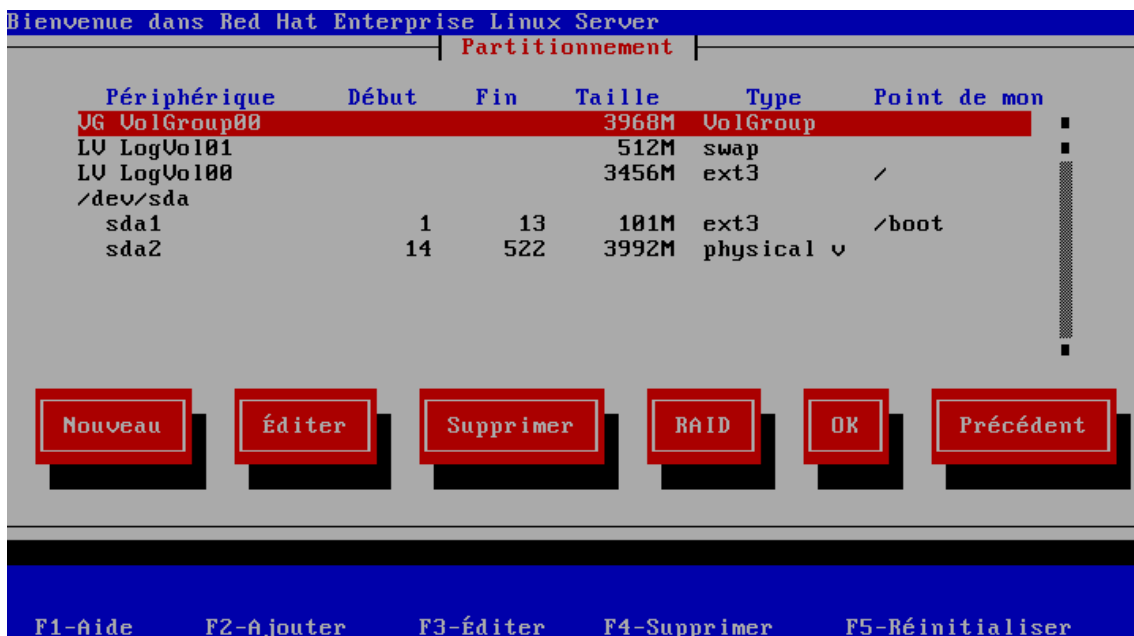 Bienvenue dans Red Hat Enterprise Linux Server
Partitionnement
Périphérique Début Fin Taille Type Point de mon
VG VolGroup00 3968M VolGroup
LV LogVol01 512M swap
LV LogVol00 3456M ext3 /
/dev/sda
sda1 1 13 101M ext3 /boot
sda2 14 522 3992M physical v
Nouveau Éditer Supprimer RAID OK Précédent
F1-Aide F2-Ajouter F3-Éditer F4-Supprimer F5-Réinitialiser